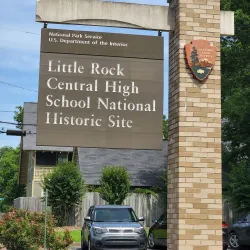 National Park Service
U.S. Department of the Interior
Little Rock
Central High
School National
Historic Site